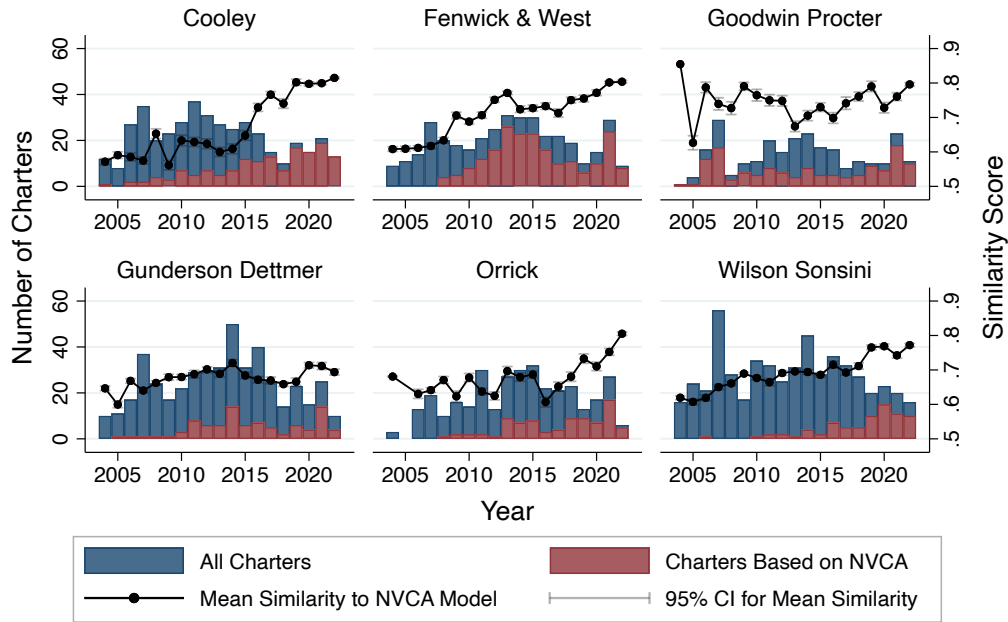 Cooley Fenwick & West Goodwin Procter
60 .9
40 .8
.7
20 .6
0 .5
2005 2010 2015 2020 2005 2010 2015 2020 2005 2010 2015 2020
Gunderson Dettmer Orrick Wilson Sonsini
60 .9
40 .8
.7
20 .6
0 .5
2005 2010 2015 2020 2005 2010 2015 2020 2005 2010 2015 2020
Number of Charters
Similarity Score
Year
All Charters Charters Based on NVCA
Mean Similarity to NVCA Model 95% CI for Mean Similarity